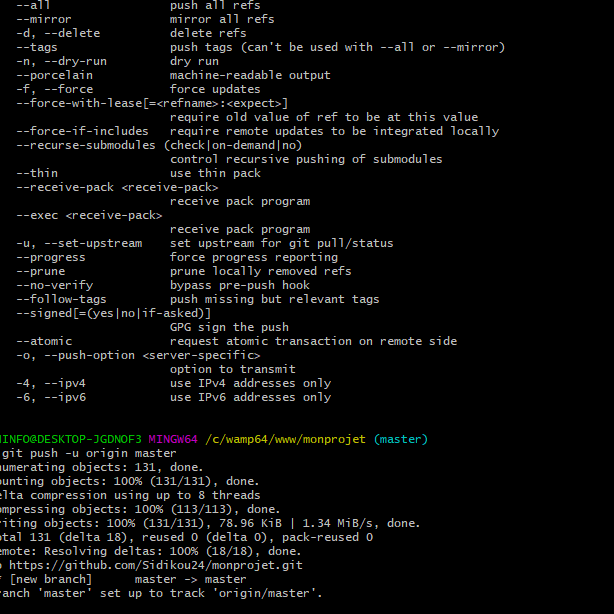 --all push all refs
--mirror mirror all refs
-d, --delete delete refs
--tags push tags (can't be used with --all or --mirror)
-n, --dry-run dry run
--porcelain machine-readable output
-f, --force force updates
--force-with-lease[=<refname>:<expect>]
require old value of ref to be at this value
--force-if-includes require remote updates to be integrated locally
--recurse-submodules (check|on-demand|no)
control recursive pushing of submodules
--thin use thin pack
--receive-pack <receive-pack>
receive pack program
--exec <receive-pack>
receive pack program
-u, --set-upstream set upstream for git pull/status
--progress force progress reporting
--prune prune locally removed refs
--no-verify bypass pre-push hook
--follow-tags push missing but relevant tags
--signed[=(yes|no|if-asked)]
GPG sign the push
--atomic request atomic transaction on remote side
-o, --push-option <server-specific>
option to transmit
-4, --ipv4 use IPv4 addresses only
-6, --ipv6 use IPv6 addresses only
INFO@DESKTOP-JGDNOF3 MINGW64 /c/wamp64/www/monprojet (master)
git push -u origin master
numerating objects: 131, done.
ounting objects: 100% (131/131), done.
elta compression using up to 8 threads
ompressing objects: 100% (113/113), done.
riting objects: 100% (131/131), 78.96 KiB | 1.34 MiB/s, done.
otal 131 (delta 18), reused 0 (delta 0), pack-reused 0
emote: Resolving deltas: 100% (18/18), done.
o https://github.com/Sidikou24/monprojet.git
* [new branch] master -> master
ranch 'master' set up to track 'origin/master'.